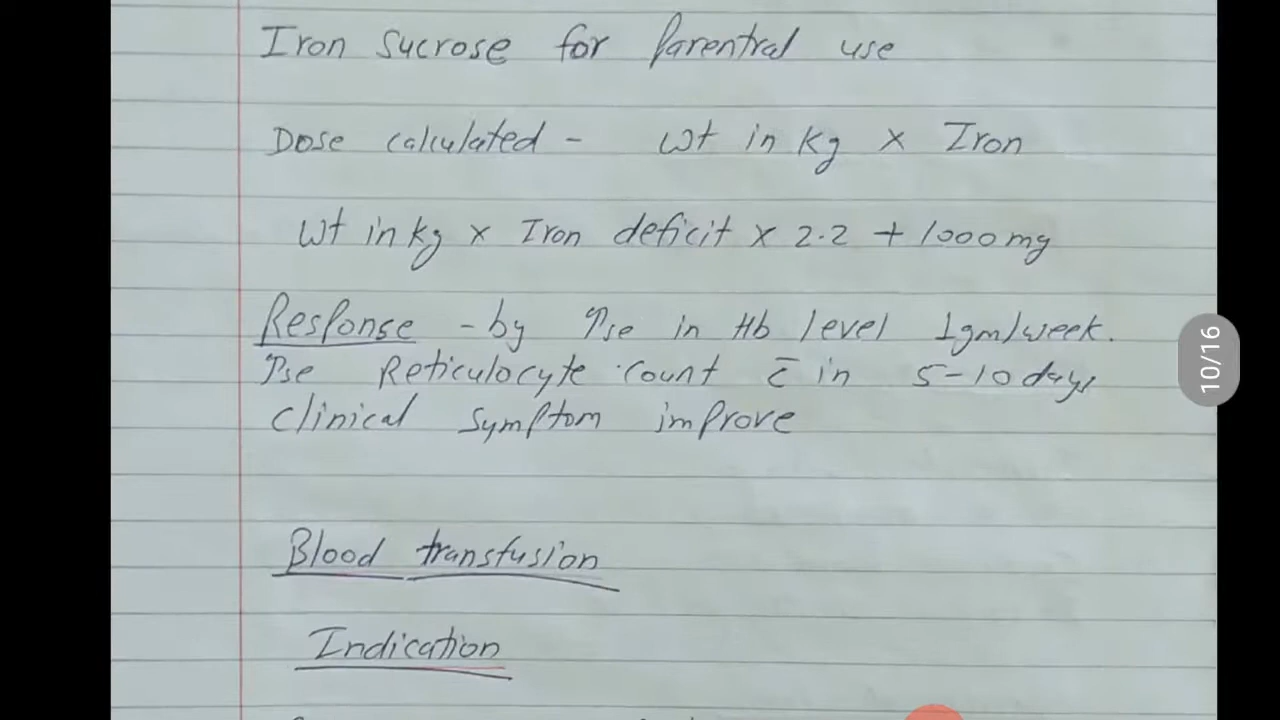 Iron Sucrose for Parentral use
Dose calculated - wt in kg x Iron
wt in kg x Iron deficit x 2.2 + 1000mg
Response - by ↑se in Hb level 1gm/week.
↑se Reticulocyte count c̄ in 5-10 days
Clinical Symptom improve
Blood transfusion
Indication
10/16